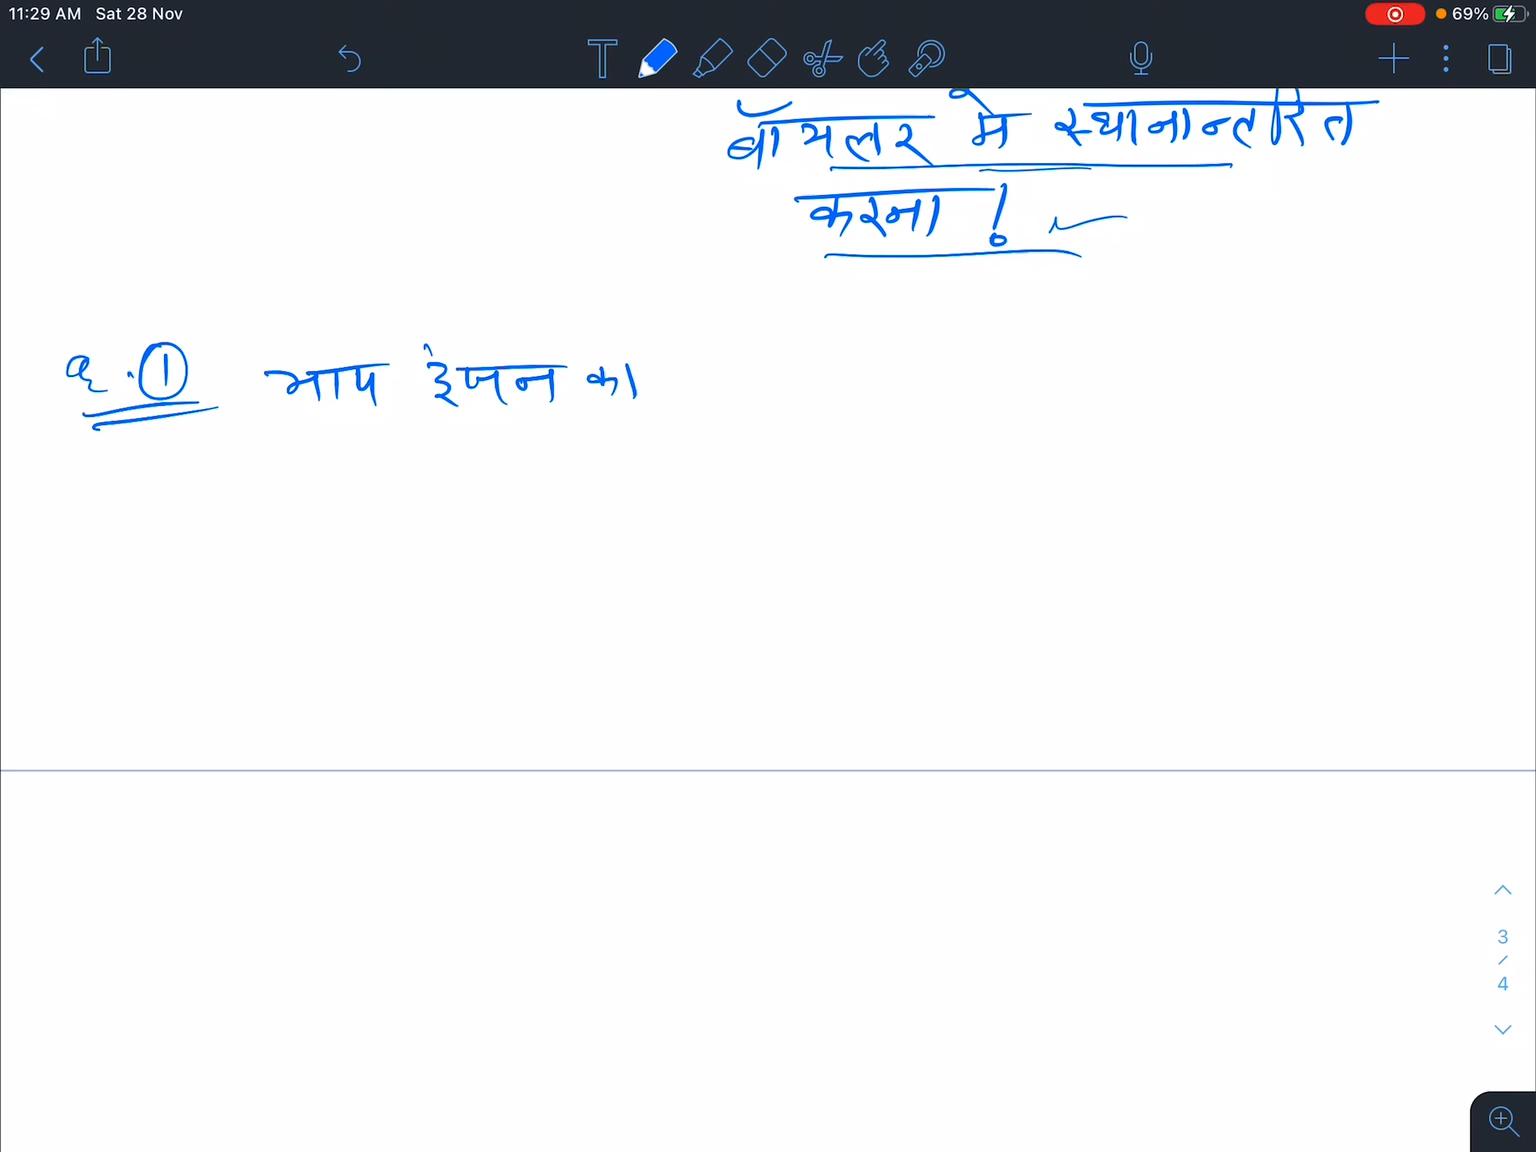 11:29 AM Sat 28 Nov 69%
T
बॉयलर मे स्थानान्तरित
करना !
Q.① भाप इंजन का
3
/
4